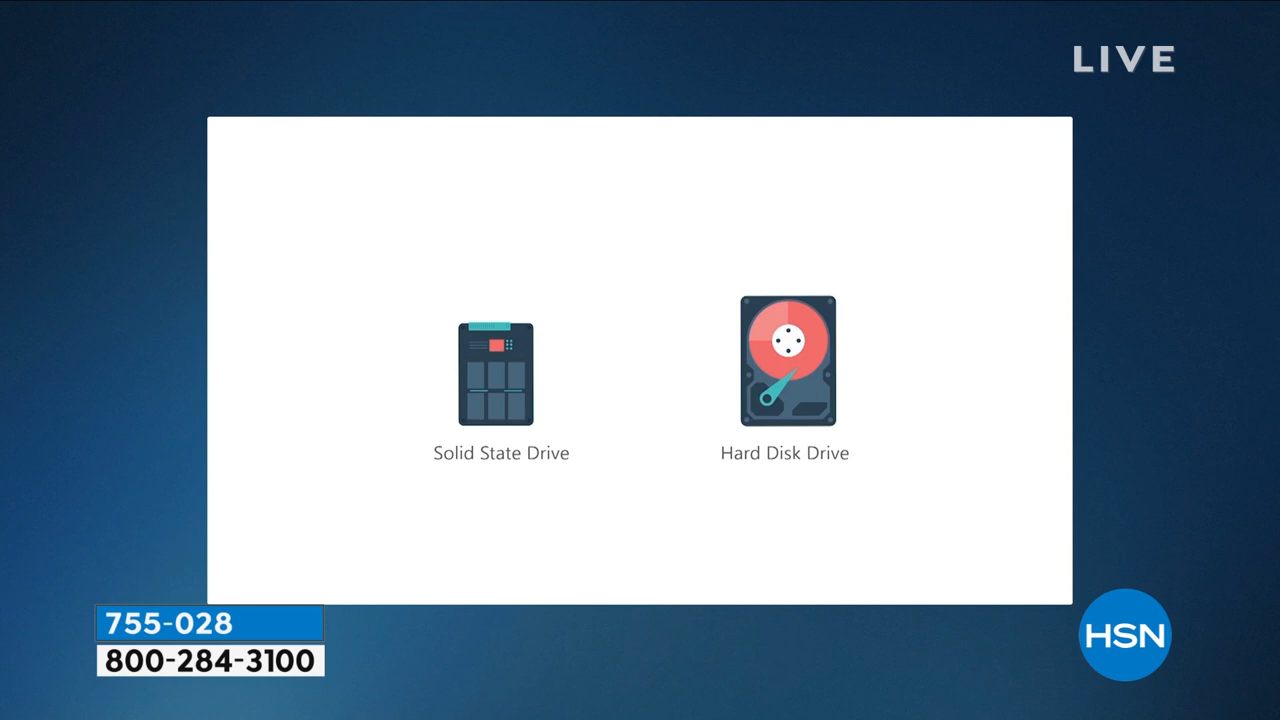 LIVE
Solid State Drive
Hard Disk Drive
755-028
800-284-3100
HSN